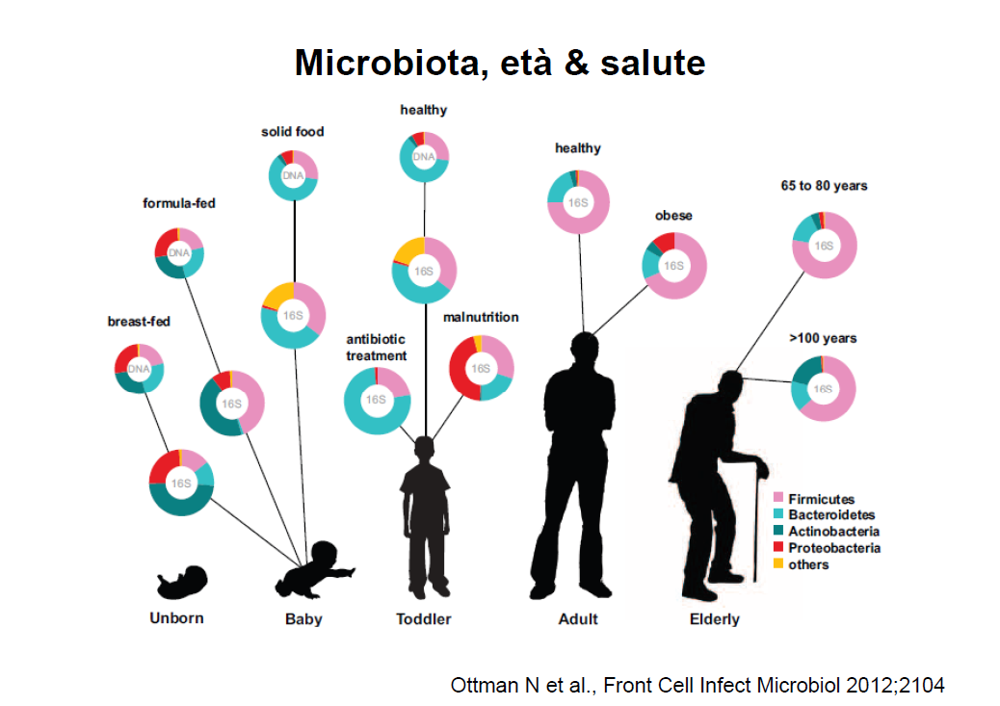 Microbiota, età & salute
healthy
solid food
DNA
DNA
healthy
16S
65 to 80 years
formula-fed
obese
DNA
16S
16S
16S
breast-fed
16S
malnutrition
antibiotic
treatment
>100 years
DNA
16S
16S
16S
16S
16S
Firmicutes
Bacteroidetes
Actinobacteria
Proteobacteria
others
Unborn
Baby
Toddler
Adult
Elderly
Ottman N et al., Front Cell Infect Microbiol 2012;2104